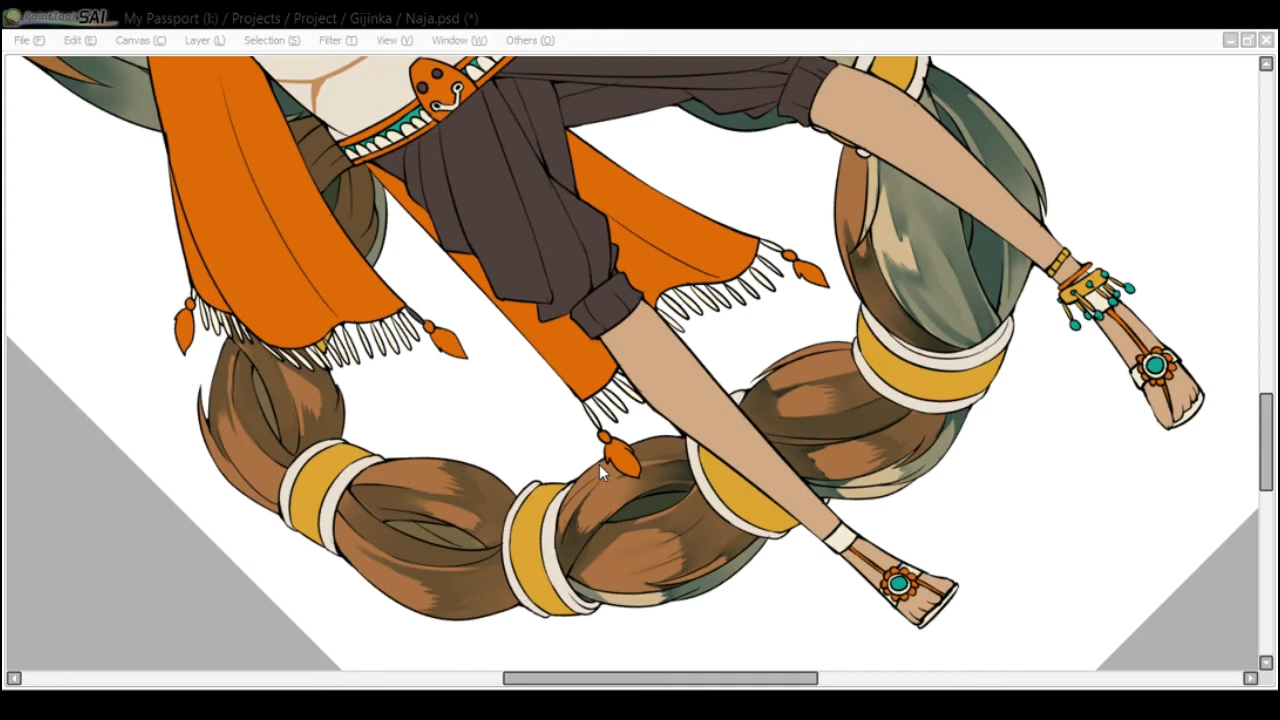 PaintTool SAI My Passport (I:) / Projects / Project / Gijinka / Naja.psd (*)
File (F) Edit (E) Canvas (C) Layer (L) Selection (S) Filter (T) View (V) Window (W) Others (O)